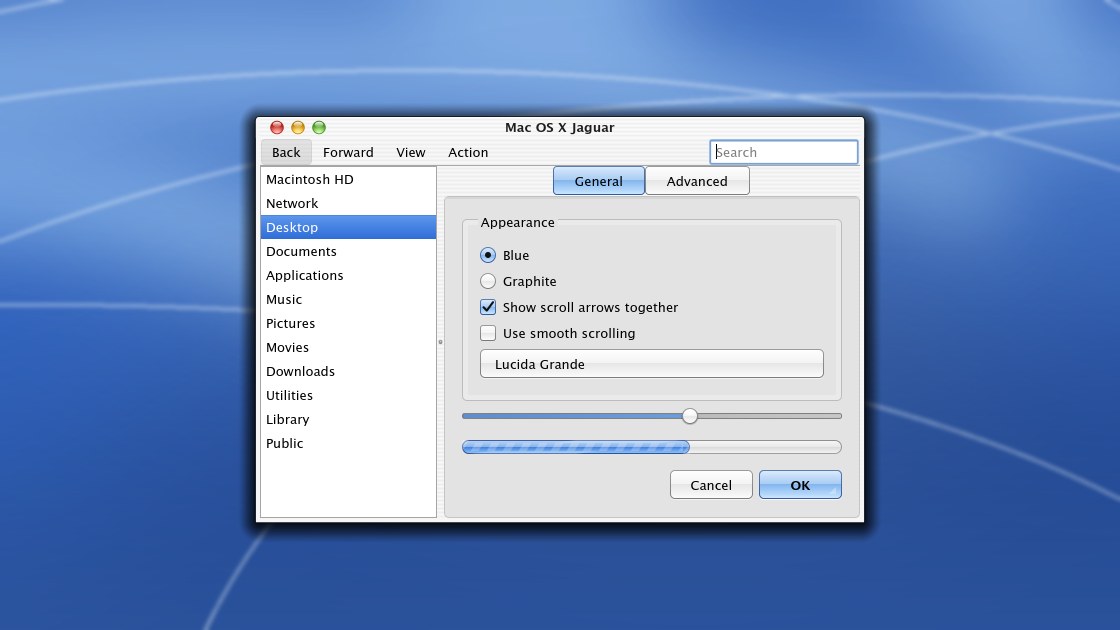 Mac OS X Jaguar
Back Forward View Action Search
Macintosh HD
Network
Desktop
Documents
Applications
Music
Pictures
Movies
Downloads
Utilities
Library
Public
General Advanced
Appearance
Blue
Graphite
Show scroll arrows together
Use smooth scrolling
Lucida Grande
Cancel OK